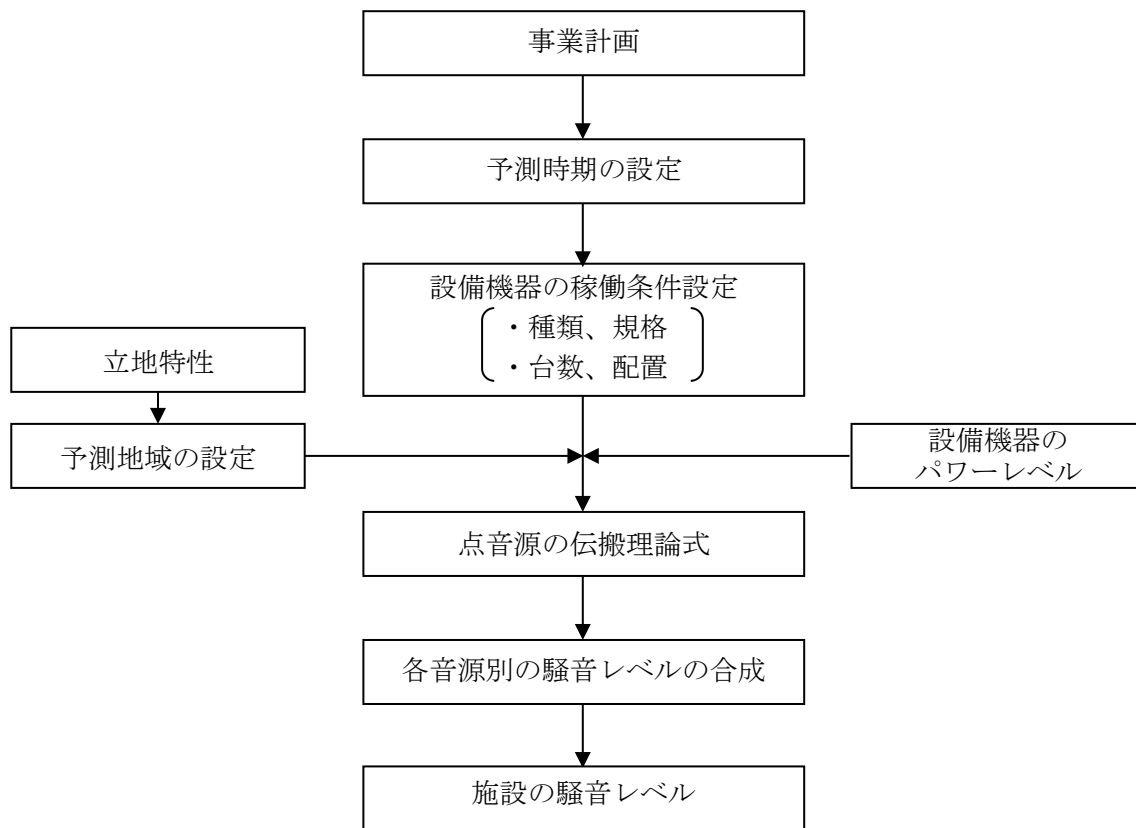 事業計画
予測時期の設定
設備機器の稼働条件設定
・種類、規格
・台数、配置
立地特性
予測地域の設定
設備機器の
パワーレベル
点音源の伝搬理論式
各音源別の騒音レベルの合成
施設の騒音レベル